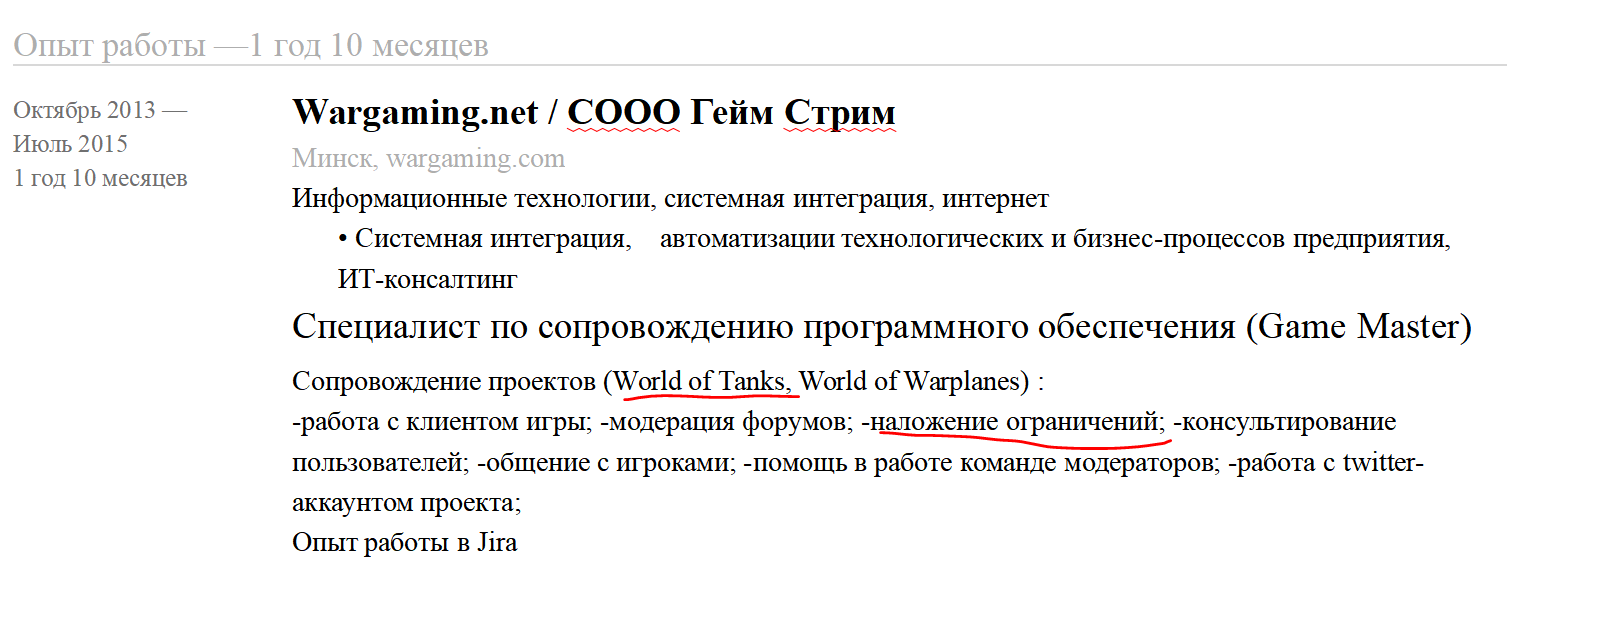 Опыт работы —1 год 10 месяцев
Октябрь 2013 —
Июль 2015
1 год 10 месяцев
Wargaming.net / СООО Гейм Стрим
Минск, wargaming.com
Информационные технологии, системная интеграция, интернет
• Системная интеграция, автоматизации технологических и бизнес-процессов предприятия,
ИТ-консалтинг
Специалист по сопровождению программного обеспечения (Game Master)
Сопровождение проектов (World of Tanks, World of Warplanes) :
-работа с клиентом игры; -модерация форумов; -наложение ограничений; -консультирование
пользователей; -общение с игроками; -помощь в работе команде модераторов; -работа с twitter-
аккаунтом проекта;
Опыт работы в Jira